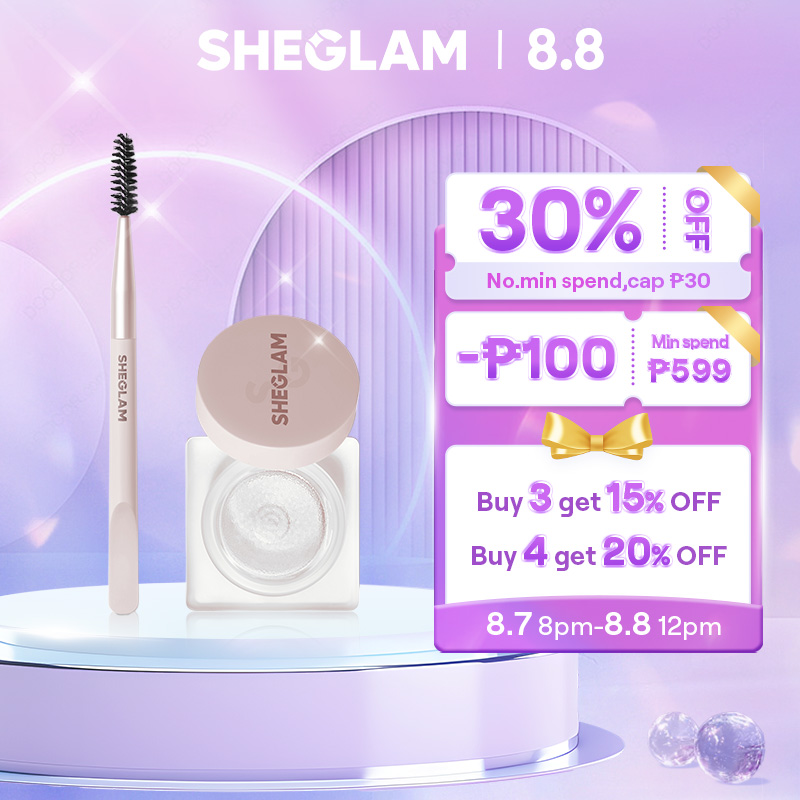 SHEGLAM | 8.8
30% OFF
No.min spend,cap ₱30
-₱100
Min spend
₱599
SHEGLAM
SHEGLAM
Buy 3 get 15% OFF
Buy 4 get 20% OFF
8.7 8pm-8.8 12pm